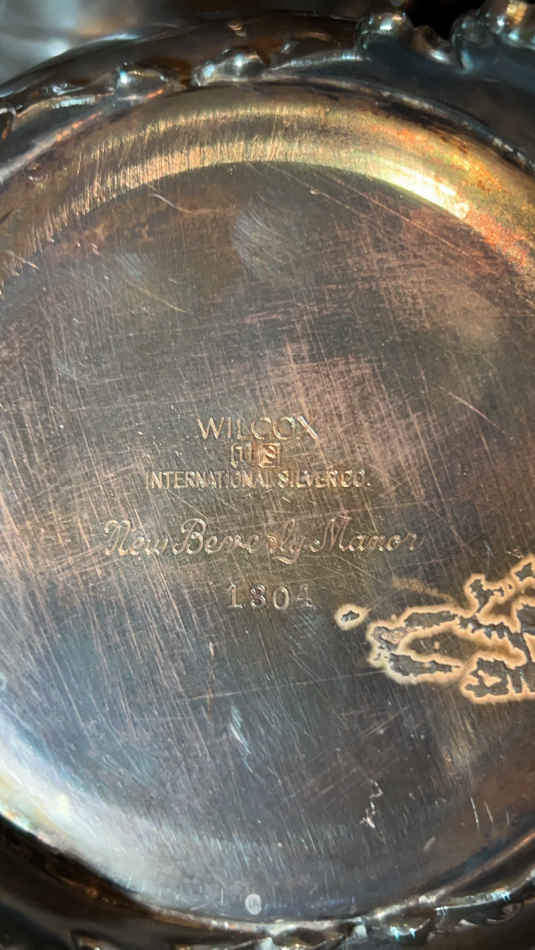 WILCOX
IS
INTERNATIONAL SILVER CO.
New Beverly Manor
1804